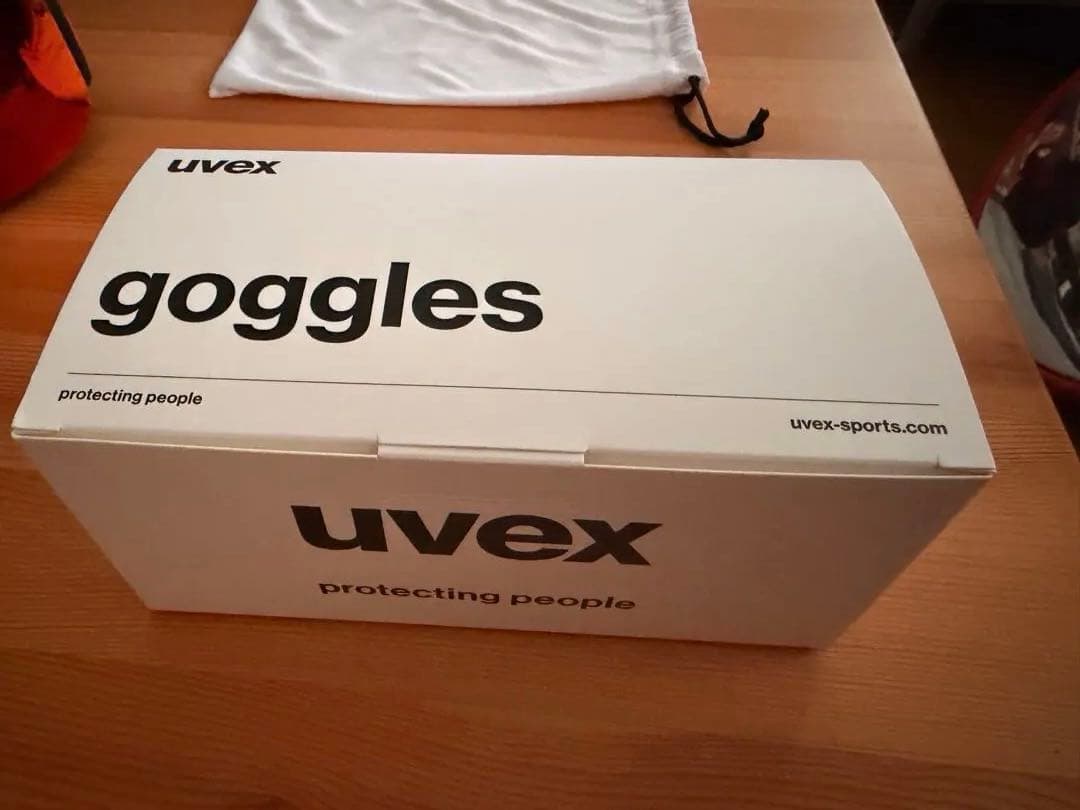 uvex
goggles
protecting people
uvex-sports.com
uvex
protecting people